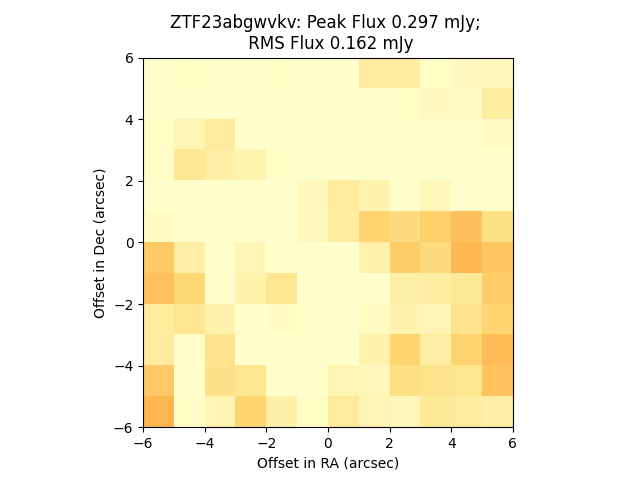 ZTF23abgwvkv: Peak Flux 0.297 mJy;
RMS Flux 0.162 mJy
6
4
2
0
−2
−4
−6
Offset in Dec (arcsec)
−6 −4 −2 0 2 4 6
Offset in RA (arcsec)